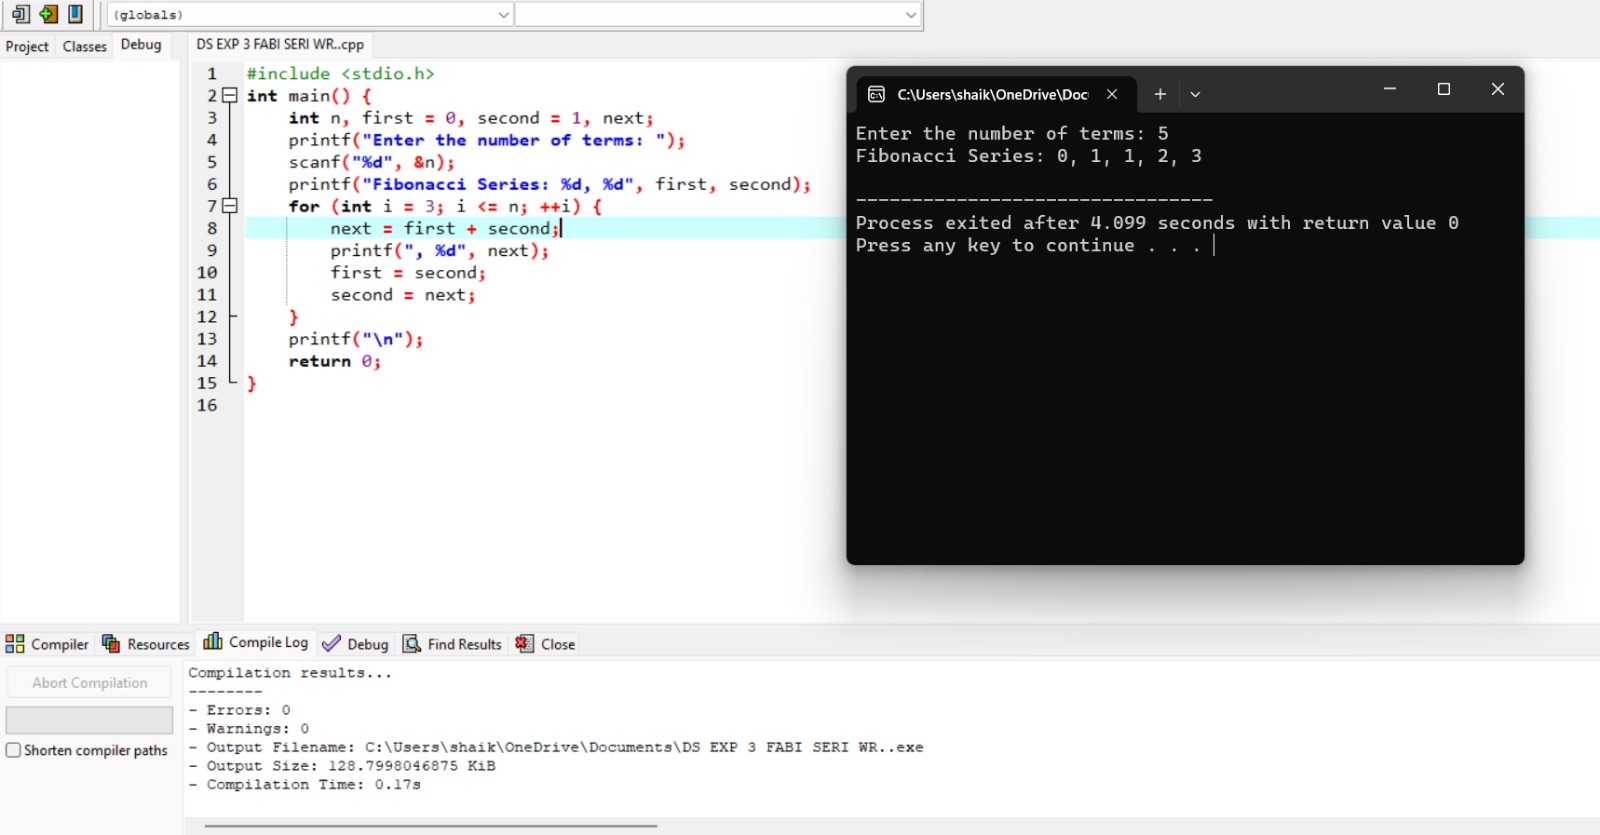 (globals)
Project Classes Debug
DS EXP 3 FABI SERI WR..cpp
1 #include <stdio.h>
2 int main() {
3 int n, first = 0, second = 1, next;
4 printf("Enter the number of terms: ");
5 scanf("%d", &n);
6 printf("Fibonacci Series: %d, %d", first, second);
7 for (int i = 3; i <= n; ++i) {
8 next = first + second;
9 printf(", %d", next);
10 first = second;
11 second = next;
12 }
13 printf("\n");
14 return 0;
15 }
16
C:\Users\shaik\OneDrive\Doc
Enter the number of terms: 5
Fibonacci Series: 0, 1, 1, 2, 3
--------------------------------
Process exited after 4.099 seconds with return value 0
Press any key to continue . . .
Compiler Resources Compile Log Debug Find Results Close
Abort Compilation
Shorten compiler paths
Compilation results...
--------
- Errors: 0
- Warnings: 0
- Output Filename: C:\Users\shaik\OneDrive\Documents\DS EXP 3 FABI SERI WR..exe
- Output Size: 128.7998046875 KiB
- Compilation Time: 0.17s